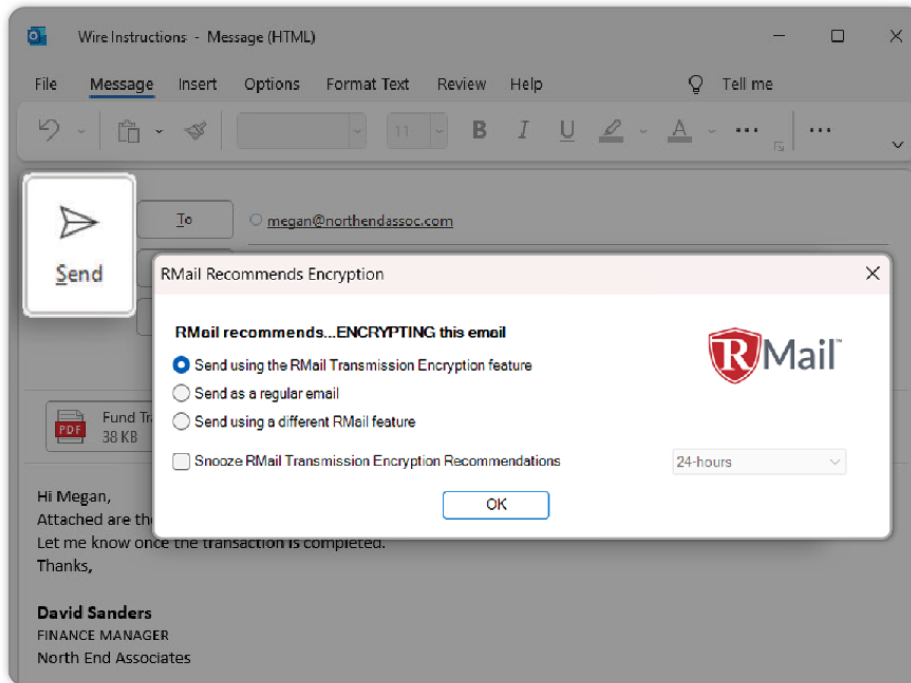 Wire Instructions - Message (HTML)
File Message Insert Options Format Text Review Help Tell me
11 B I U A
Send
To megan@northendassoc.com
RMail Recommends Encryption
RMail recommends...ENCRYPTING this email
RMail™
Send using the RMail Transmission Encryption feature
Send as a regular email
Send using a different RMail feature
Snooze RMail Transmission Encryption Recommendations 24-hours
OK
PDF
Fund
38 KB
Hi Megan,
Attached are
Let me know once the transaction is completed.
Thanks,
David Sanders
FINANCE MANAGER
North End Associates